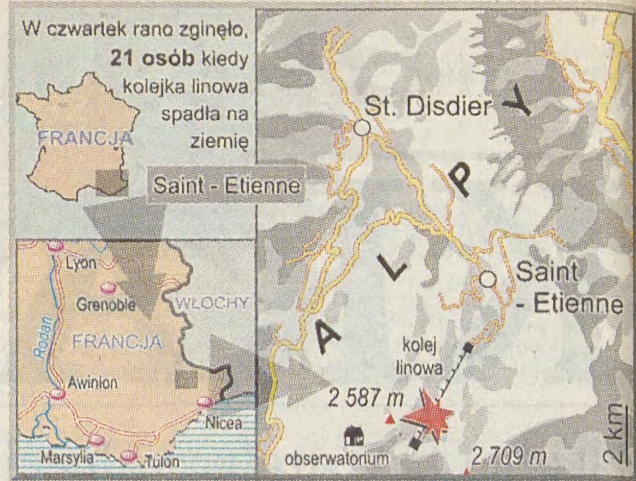 W czwartek rano zginęło,
21 osób kiedy
kolejka linowa
spadła na
ziemię
FRANCJA
Saint - Etienne
Lyon
Grenoble
WŁOCHY
FRANCJA
Rodan
Awinion
Nicea
Marsylia
Tulon
St. Disdier
ALPY
Saint
- Etienne
kolej
linowa
2 587 m
obserwatorium
2 709 m
2 km